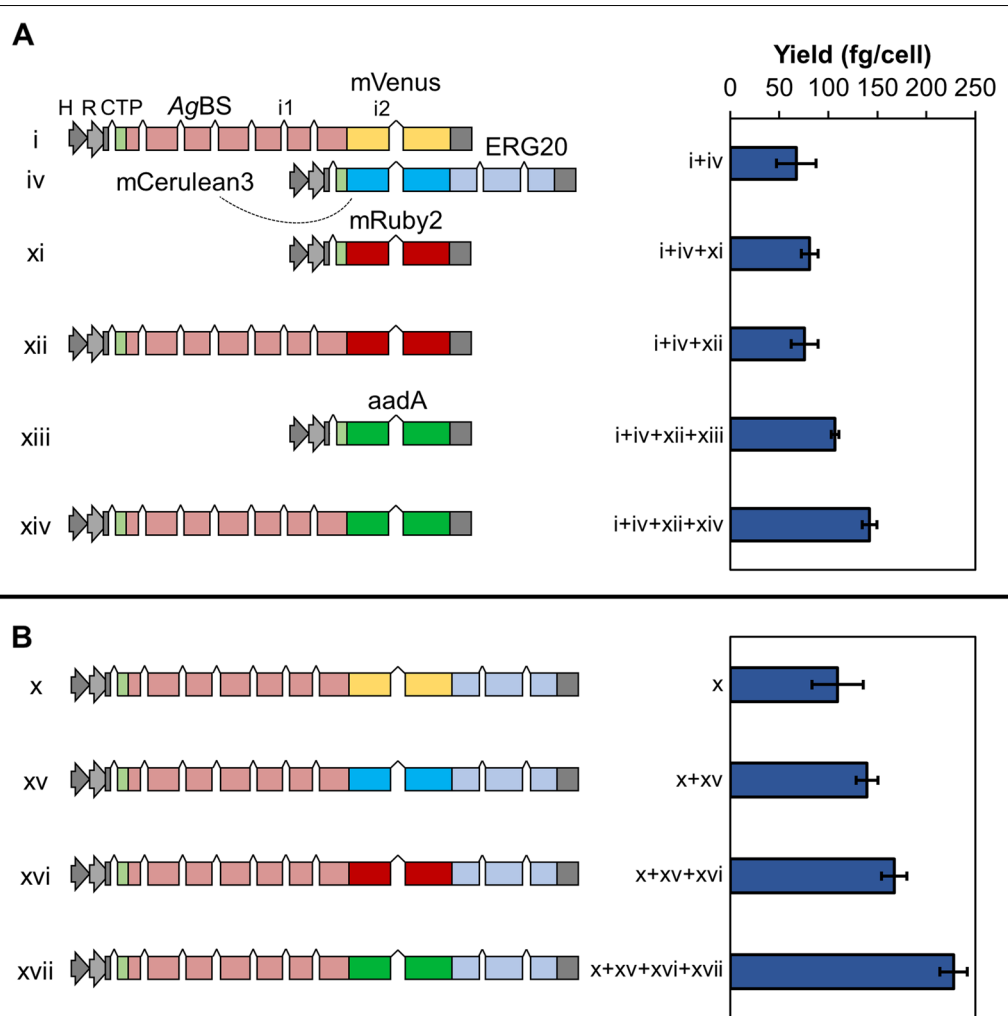 A
Yield (fg/cell)
0 50 100 150 200 250
mVenus
H R CTP AgBS i1 i2
i
ERG20
iv
mCerulean3
mRuby2
xi
xii
aadA
xiii
xiv
i+iv
i+iv+xi
i+iv+xii
i+iv+xii+xiii
i+iv+xii+xiv
B
x
xv
xvi
xvii
x
x+xv
x+xv+xvi
x+xv+xvi+xvii